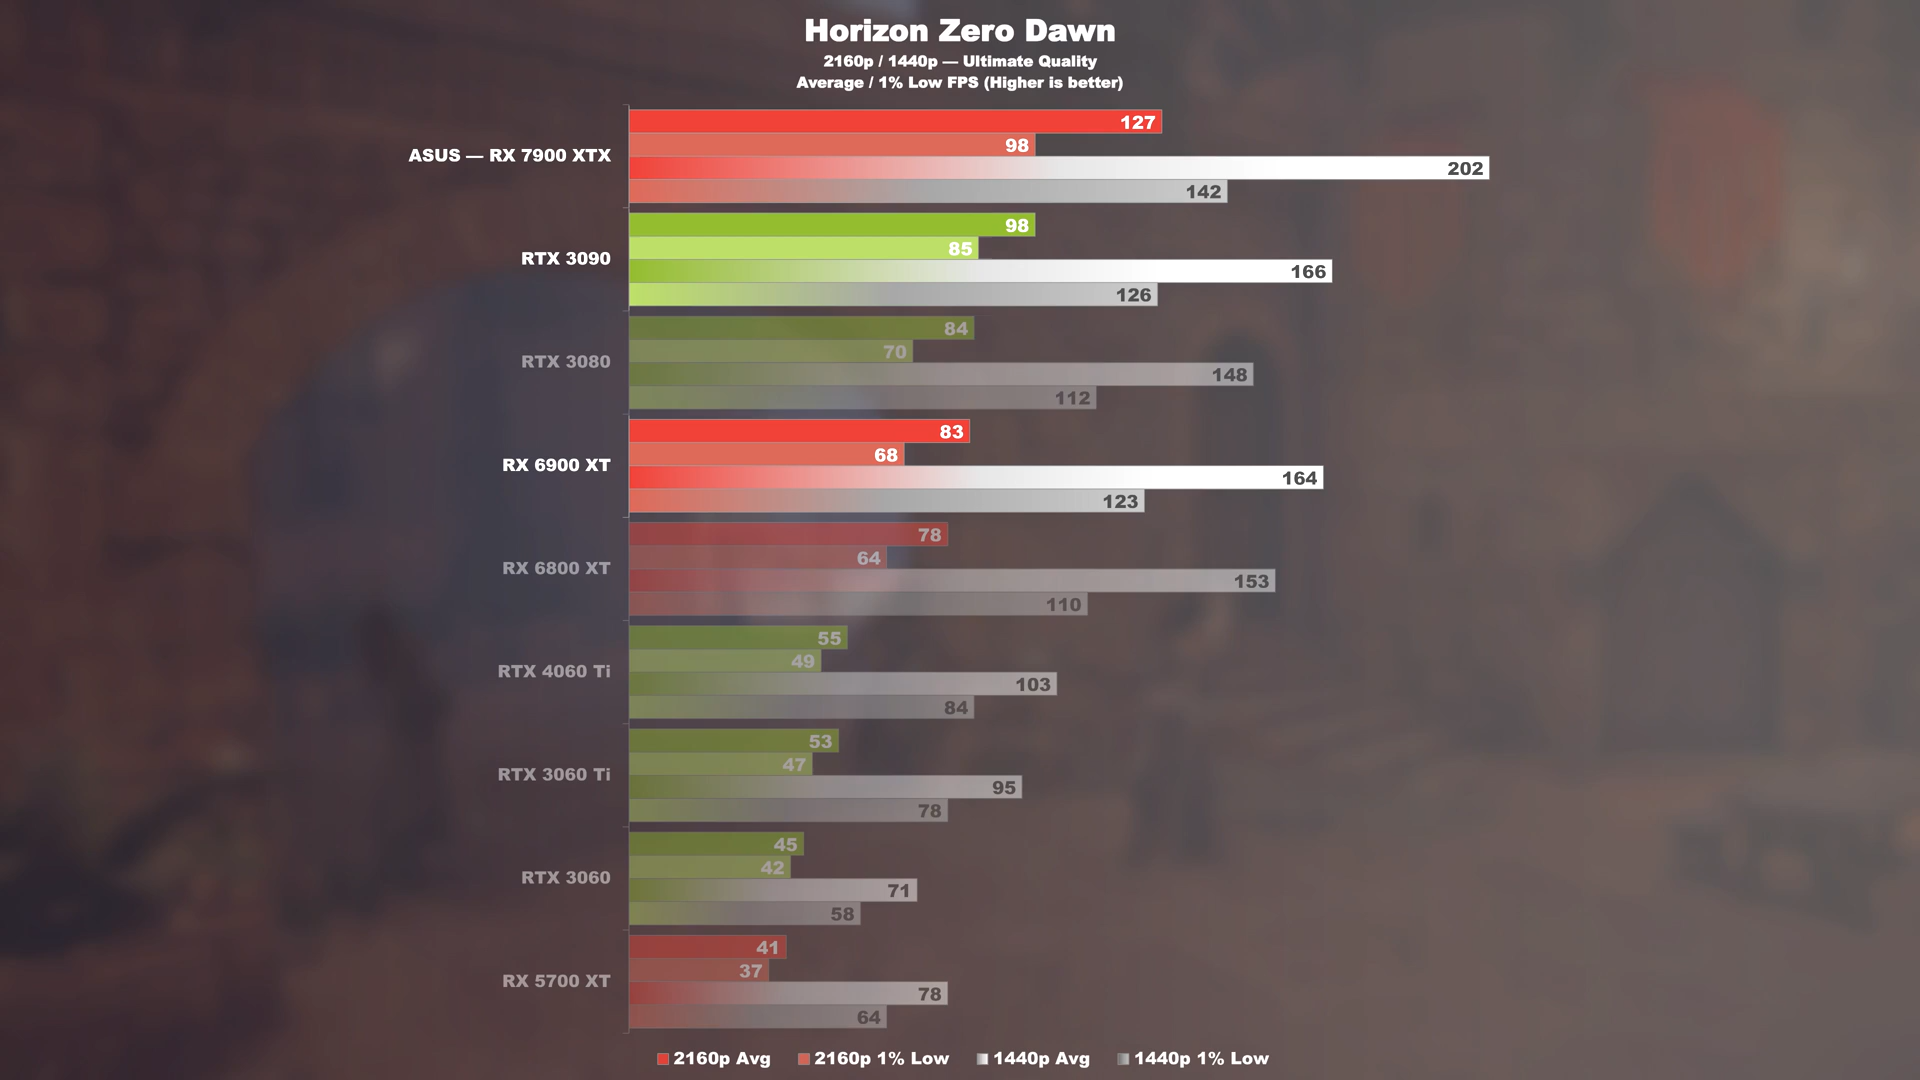 Horizon Zero Dawn
2160p / 1440p — Ultimate Quality
Average / 1% Low FPS (Higher is better)
ASUS — RX 7900 XTX
127
98
202
142
RTX 3090
98
85
166
126
RTX 3080
84
70
148
112
RX 6900 XT
83
68
164
123
RX 6800 XT
78
64
153
110
RTX 4060 Ti
55
49
103
84
RTX 3060 Ti
53
47
95
78
RTX 3060
45
42
71
58
RX 5700 XT
41
37
78
64
2160p Avg 2160p 1% Low 1440p Avg 1440p 1% Low